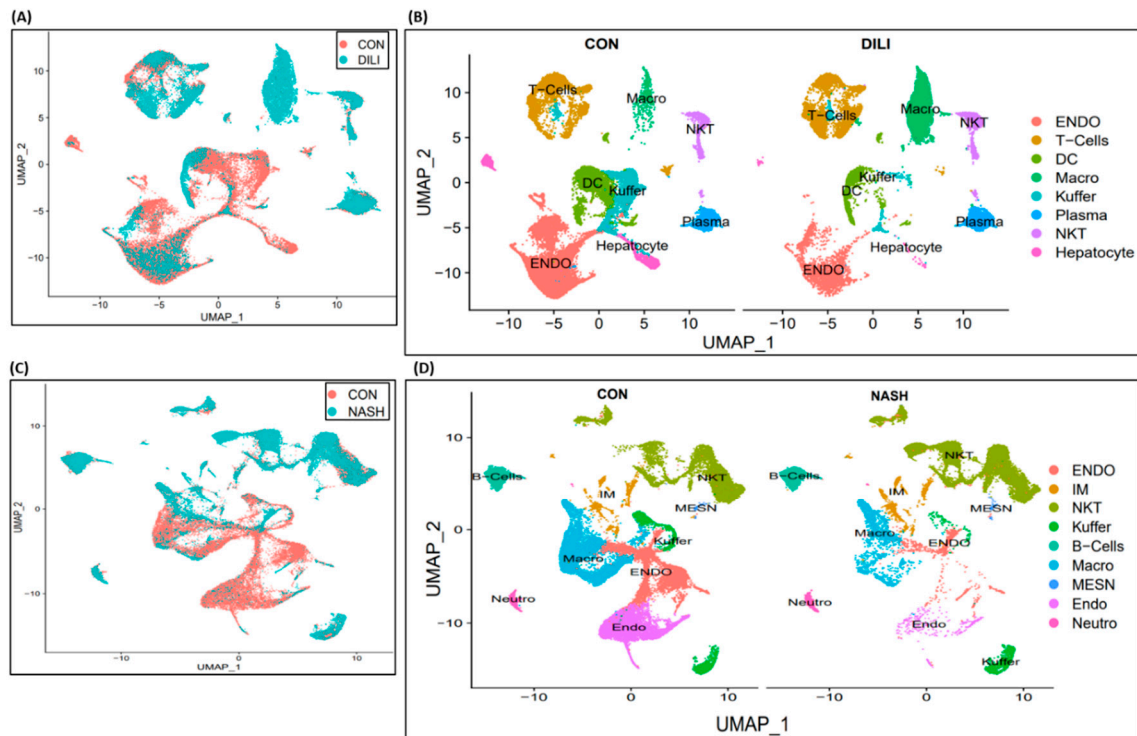 (A)
CON
DILI
10
5
0
−5
−10
UMAP_2
−10
−5
0
5
10
UMAP_1
(B)
CON
DILI
T−Cells
Macro
NKT
DC
Kuffer
Plasma
Hepatocyte
ENDO
T−Cells
Macro
NKT
Kuffer
DC
Plasma
Hepatocyte
ENDO
10
5
0
−5
−10
UMAP_2
−10
−5
0
5
10
−10
−5
0
5
10
UMAP_1
ENDO
T−Cells
DC
Macro
Kuffer
Plasma
NKT
Hepatocyte
(C)
CON
NASH
10
0
−10
UMAP_2
−10
0
10
UMAP_1
(D)
CON
NASH
B−Cells
NKT
IM
MESN
Kuffer
Macro
ENDO
Neutro
Endo
NKT
B−Cells
IM
MESN
Macro
ENDO
Neutro
Endo
Kuffer
10
0
−10
UMAP_2
−10
0
10
−10
0
10
UMAP_1
ENDO
IM
NKT
Kuffer
B−Cells
Macro
MESN
Endo
Neutro